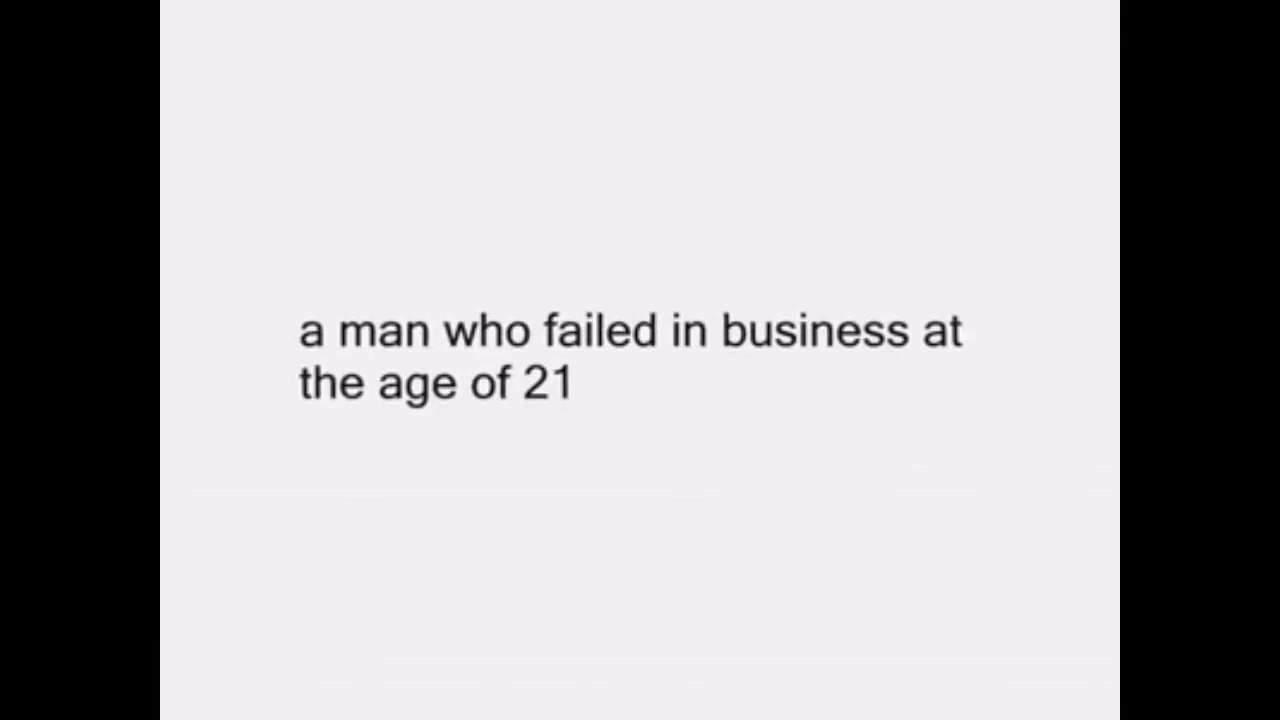 a man who failed in business at
the age of 21